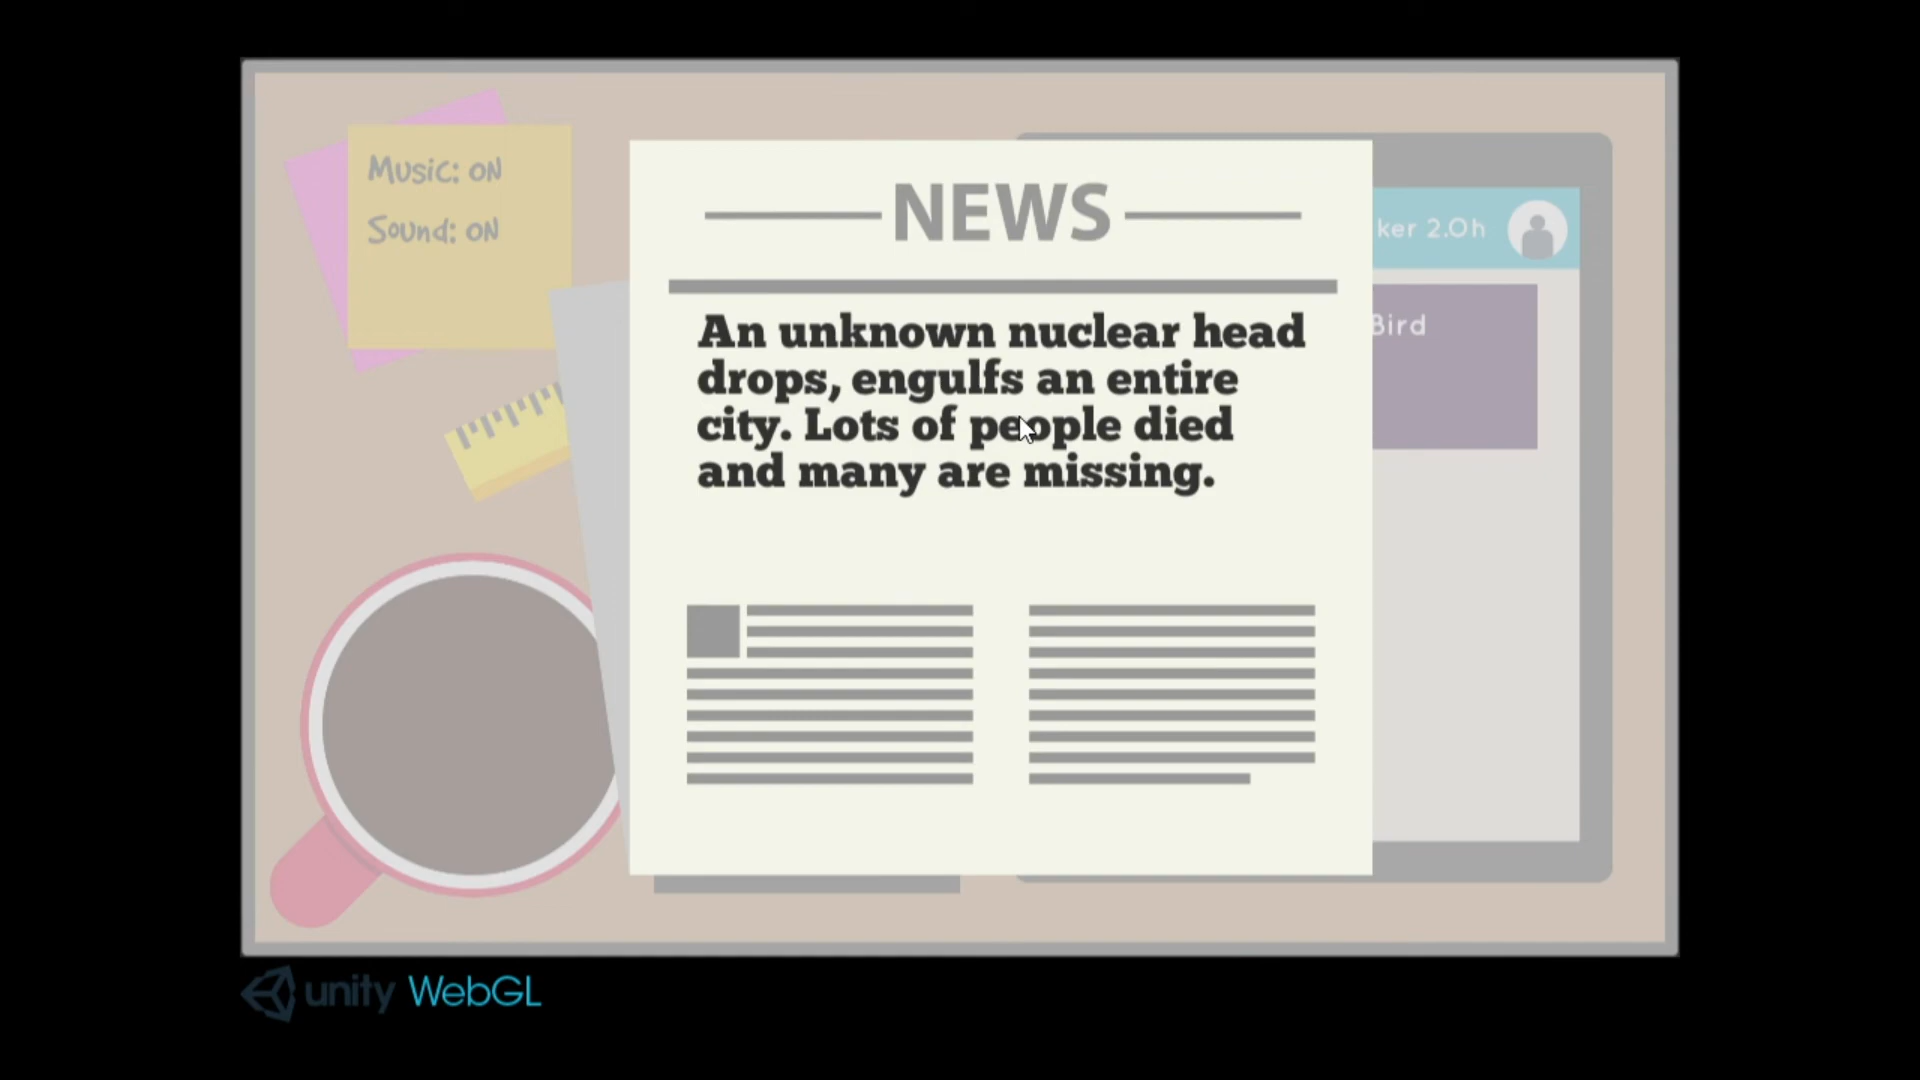 Music: ON
Sound: ON
NEWS
An unknown nuclear head
drops, engulfs an entire
city. Lots of people died
and many are missing.
ker 2.0h
Bird
unity WebGL